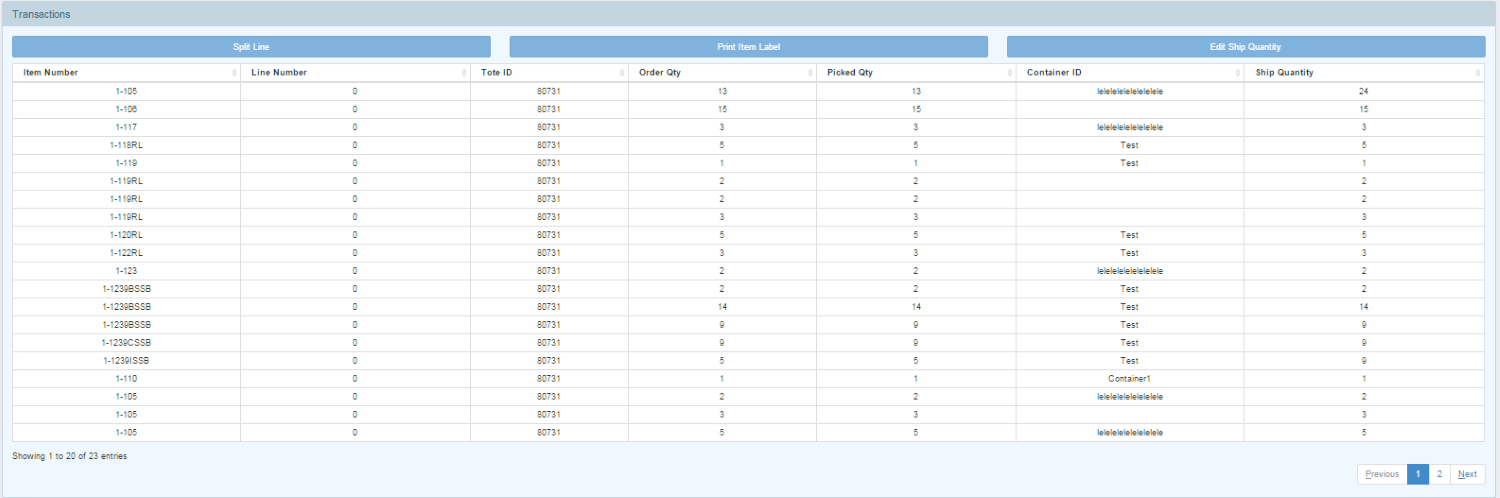 Transactions
Split Line Print Item Label Edit Ship Quantity
Item Number Line Number Tote ID Order Qty Picked Qty Container ID Ship Quantity
1-105 0 80731 13 13 lelelelelelelelelele 24
1-106 0 80731 15 15 15
1-117 0 80731 3 3 lelelelelelelelelele 3
1-118RL 0 80731 5 5 Test 5
1-119 0 80731 1 1 Test 1
1-119RL 0 80731 2 2 2
1-119RL 0 80731 2 2 2
1-119RL 0 80731 3 3 3
1-120RL 0 80731 5 5 Test 5
1-122RL 0 80731 3 3 Test 3
1-123 0 80731 2 2 lelelelelelelelelele 2
1-1239BSSB 0 80731 2 2 Test 2
1-1239BSSB 0 80731 14 14 Test 14
1-1239BSSB 0 80731 9 9 Test 9
1-1239CSSB 0 80731 9 9 Test 9
1-1239ISSB 0 80731 5 5 Test 9
1-110 0 80731 1 1 Container1 1
1-105 0 80731 2 2 lelelelelelelelelele 2
1-105 0 80731 3 3 3
1-105 0 80731 5 5 lelelelelelelelelele 5
Showing 1 to 20 of 23 entries
Previous 1 2 Next